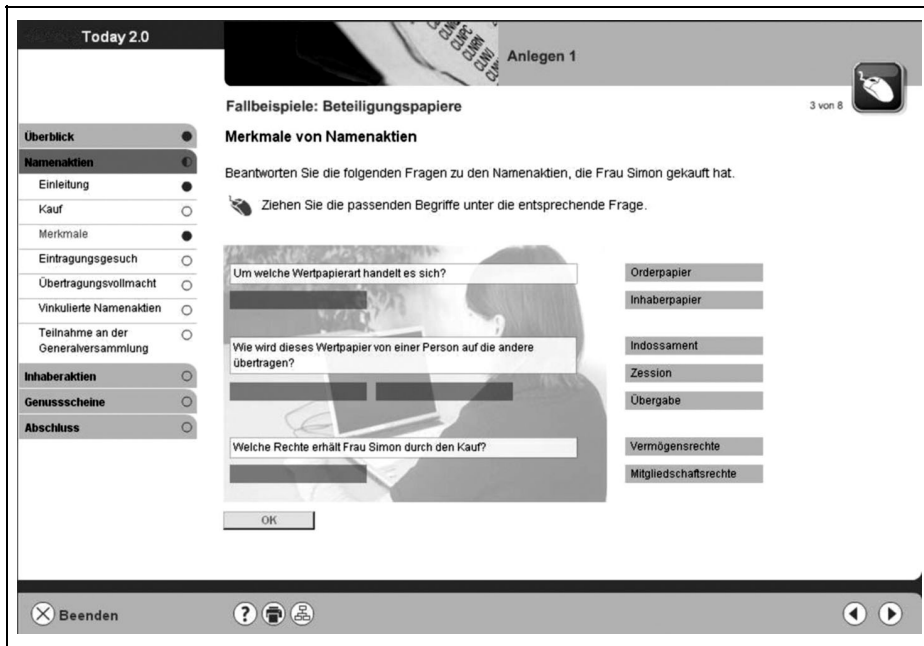 Today 2.0
CLNPC
CLNRN
CLNVJ
Anlegen 1
Fallbeispiele: Beteiligungspapiere
3 von 8
Überblick
Namenaktien
Einleitung
Kauf
Merkmale
Eintragungsgesuch
Übertragungsvollmacht
Vinkulierte Namenaktien
Teilnahme an der
Generalversammlung
Inhaberaktien
Genussscheine
Abschluss
Merkmale von Namenaktien
Beantworten Sie die folgenden Fragen zu den Namenaktien, die Frau Simon gekauft hat.
Ziehen Sie die passenden Begriffe unter die entsprechende Frage.
Um welche Wertpapierart handelt es sich?
Wie wird dieses Wertpapier von einer Person auf die andere
übertragen?
Welche Rechte erhält Frau Simon durch den Kauf?
Orderpapier
Inhaberpapier
Indossament
Zession
Übergabe
Vermögensrechte
Mitgliedschaftsrechte
OK
Beenden
?